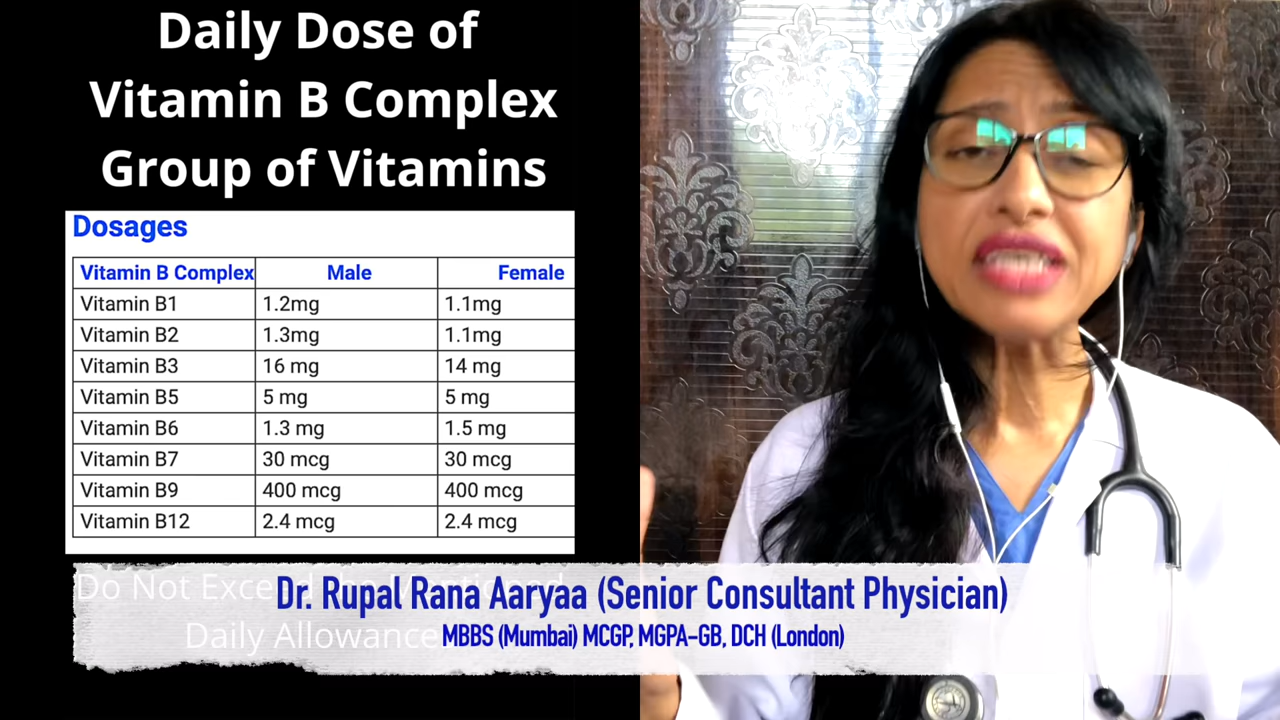 Daily Dose of
Vitamin B Complex
Group of Vitamins
Dosages
Vitamin B Complex Male Female
Vitamin B1 1.2mg 1.1mg
Vitamin B2 1.3mg 1.1mg
Vitamin B3 16 mg 14 mg
Vitamin B5 5 mg 5 mg
Vitamin B6 1.3 mg 1.5 mg
Vitamin B7 30 mcg 30 mcg
Vitamin B9 400 mcg 400 mcg
Vitamin B12 2.4 mcg 2.4 mcg
Do Not Exceed
Daily Allowance
Dr. Rupal Rana Aaryaa (Senior Consultant Physician)
MBBS (Mumbai) MCGP, MGPA-GB, DCH (London)